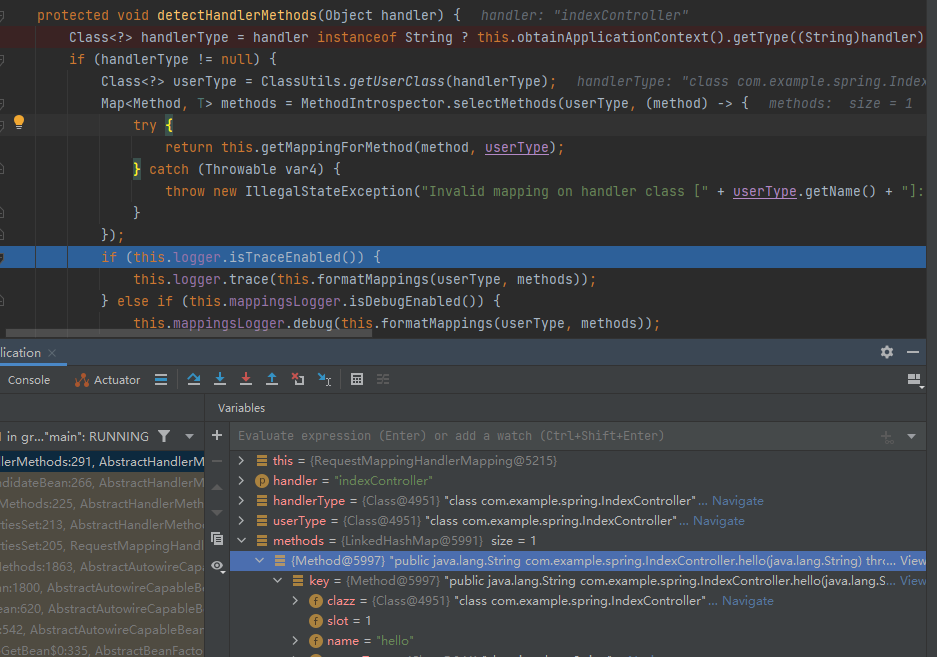 protected void detectHandlerMethods(Object handler) {  handler: "indexController"
Class<?> handlerType = handler instanceof String ? this.obtainApplicationContext().getType((String)handler)
if (handlerType != null) {
Class<?> userType = ClassUtils.getUserClass(handlerType);  handlerType: "class com.example.spring.Index
Map<Method, T> methods = MethodIntrospector.selectMethods(userType, (method) -> {  methods:  size = 1
try {
return this.getMappingForMethod(method, userType);
} catch (Throwable var4) {
throw new IllegalStateException("Invalid mapping on handler class [" + userType.getName() + "]:
}
});
if (this.logger.isTraceEnabled()) {
this.logger.trace(this.formatMappings(userType, methods));
} else if (this.mappingsLogger.isDebugEnabled()) {
this.mappingsLogger.debug(this.formatMappings(userType, methods));
lication
Console Actuator
Variables
in gr..."main": RUNNING
Evaluate expression (Enter) or add a watch (Ctrl+Shift+Enter)
lerMethods:291, AbstractHandlerM
this = {RequestMappingHandlerMapping@5215}
ndidateBean:266, AbstractHandlerM
handler = "indexController"
Methods:225, AbstractHandlerMeth
handlerType = {Class@4951} "class com.example.spring.IndexController" ... Navigate
tiesSet:213, AbstractHandlerMetho
userType = {Class@4951} "class com.example.spring.IndexController" ... Navigate
tiesSet:205, RequestMappingHandl
methods = {LinkedHashMap@5991} size = 1
Methods:1863, AbstractAutowireCa
{Method@5997} "public java.lang.String com.example.spring.IndexController.hello(java.lang.String) thr... View
an:1800, AbstractAutowireCapable
key = {Method@5997} "public java.lang.String com.example.spring.IndexController.hello(java.lang.S... View
ean:620, AbstractAutowireCapableB
clazz = {Class@4951} "class com.example.spring.IndexController" ... Navigate
:542, AbstractAutowireCapableBean
slot = 1
GetBean$0:335, AbstractBeanFacto
name = "hello"